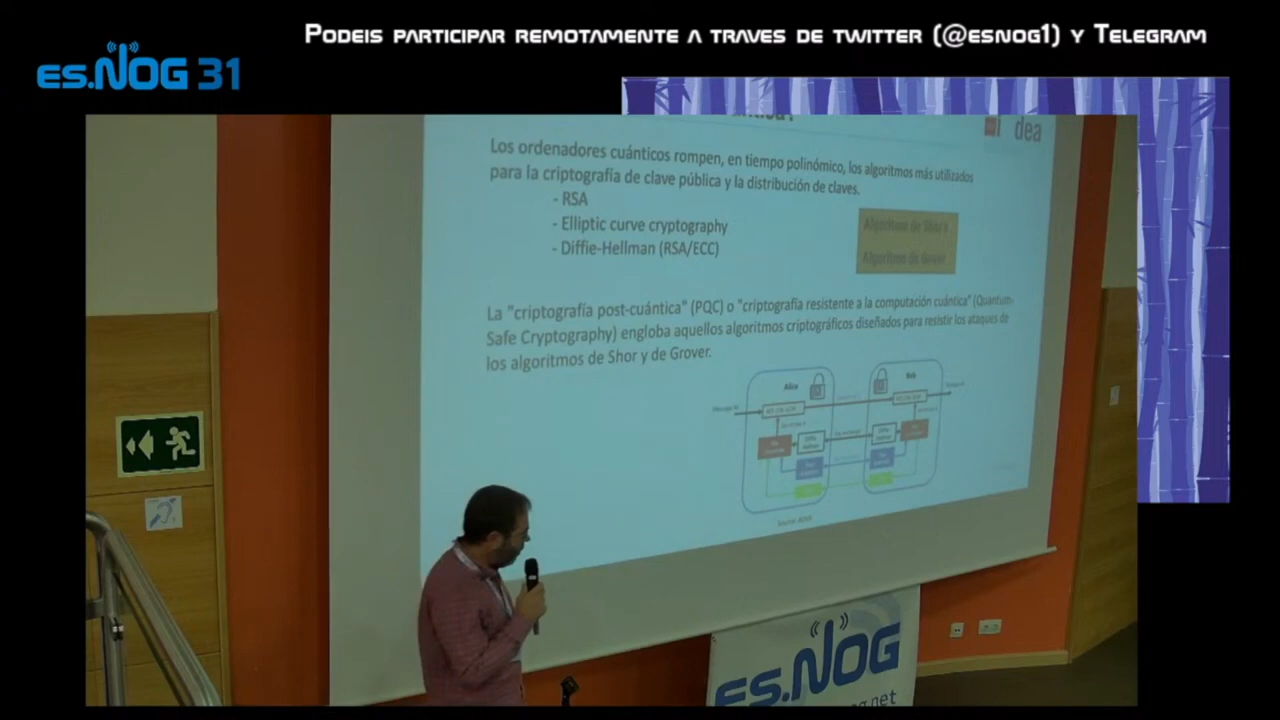 PODEIS PARTICIPAR REMOTAMENTE A TRAVES DE TWITTER (@ESNOG1) Y TELEGRAM
ES.NOG 31
idea
Los ordenadores cuánticos rompen, en tiempo polinómico, los algoritmos más utilizados
para la criptografía de clave pública y la distribución de claves.
- RSA
- Elliptic curve cryptography
- Diffie-Hellman (RSA/ECC)
Algoritmo de Shor's
Algoritmo de Grover
La "criptografía post-cuántica" (PQC) o "criptografía resistente a la computación cuántica" (Quantum-
Safe Cryptography) engloba aquellos algoritmos criptográficos diseñados para resistir los ataques de
los algoritmos de Shor y de Grover.
Alice
Bob
ES.NOG
.net